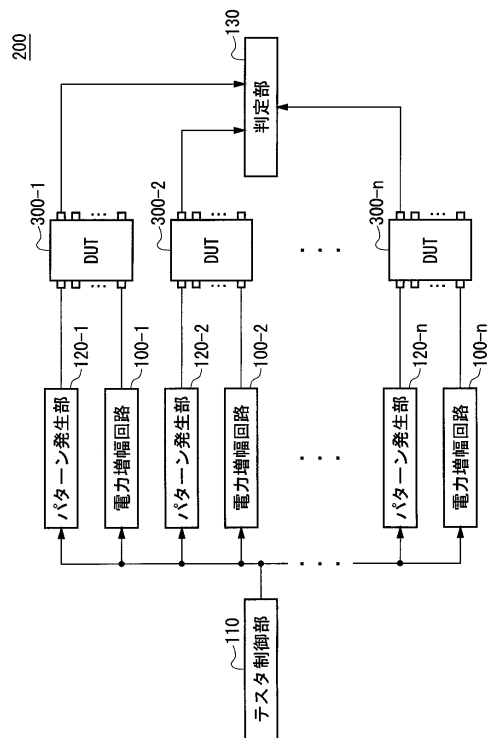 200
テスタ制御部
110
パターン発生部
120-1
電力増幅回路
100-1
パターン発生部
120-2
電力増幅回路
100-2
パターン発生部
120-n
電力増幅回路
100-n
DUT
300-1
DUT
300-2
DUT
300-n
判定部
130